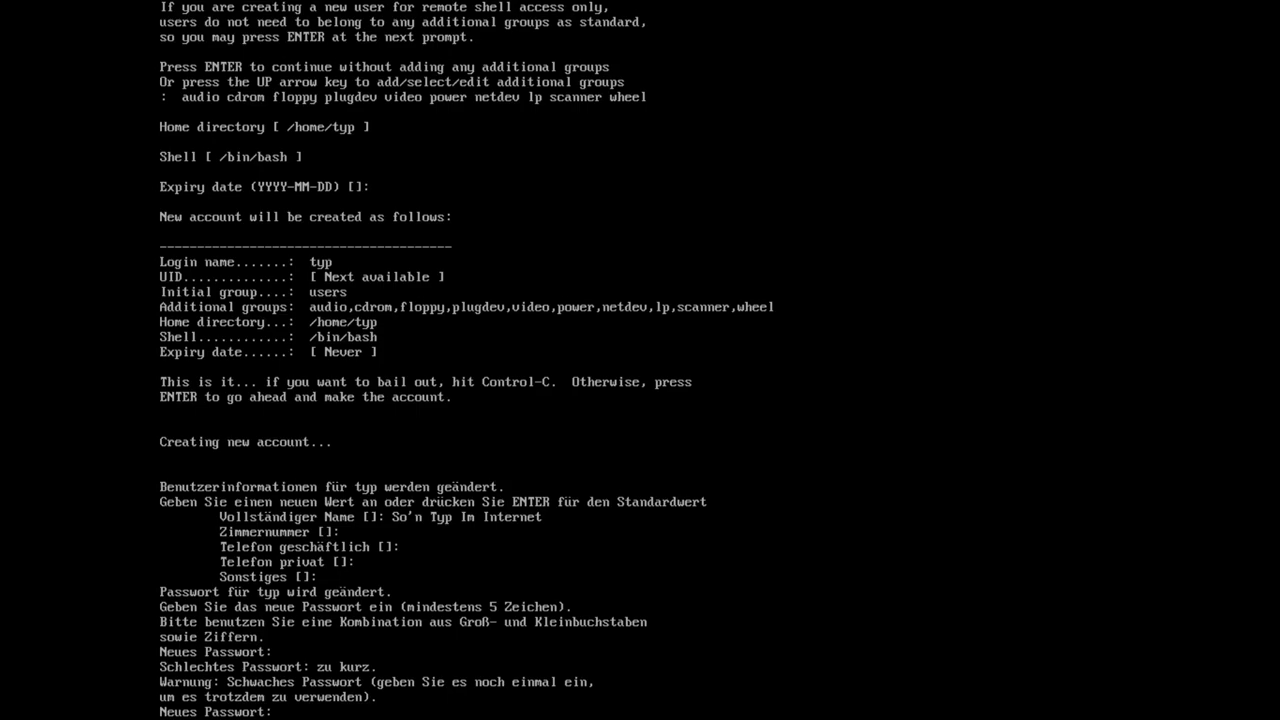 If you are creating a new user for remote shell access only,
users do not need to belong to any additional groups as standard,
so you may press ENTER at the next prompt.
Press ENTER to continue without adding any additional groups
Or press the UP arrow key to add/select/edit additional groups
:  audio cdrom floppy plugdev video power netdev lp scanner wheel
Home directory [ /home/typ ]
Shell [ /bin/bash ]
Expiry date (YYYY-MM-DD) []:
New account will be created as follows:
---------------------------------------
Login name.......:  typ
UID..............:  [ Next available ]
Initial group....:  users
Additional groups:  audio,cdrom,floppy,plugdev,video,power,netdev,lp,scanner,wheel
Home directory...:  /home/typ
Shell............:  /bin/bash
Expiry date......:  [ Never ]
This is it... if you want to bail out, hit Control-C.  Otherwise, press
ENTER to go ahead and make the account.
Creating new account...
Benutzerinformationen für typ werden geändert.
Geben Sie einen neuen Wert an oder drücken Sie ENTER für den Standardwert
Vollständiger Name []: So'n Typ Im Internet
Zimmernummer []:
Telefon geschäftlich []:
Telefon privat []:
Sonstiges []:
Passwort für typ wird geändert.
Geben Sie das neue Passwort ein (mindestens 5 Zeichen).
Bitte benutzen Sie eine Kombination aus Groß- und Kleinbuchstaben
sowie Ziffern.
Neues Passwort:
Schlechtes Passwort: zu kurz.
Warnung: Schwaches Passwort (geben Sie es noch einmal ein,
um es trotzdem zu verwenden).
Neues Passwort: